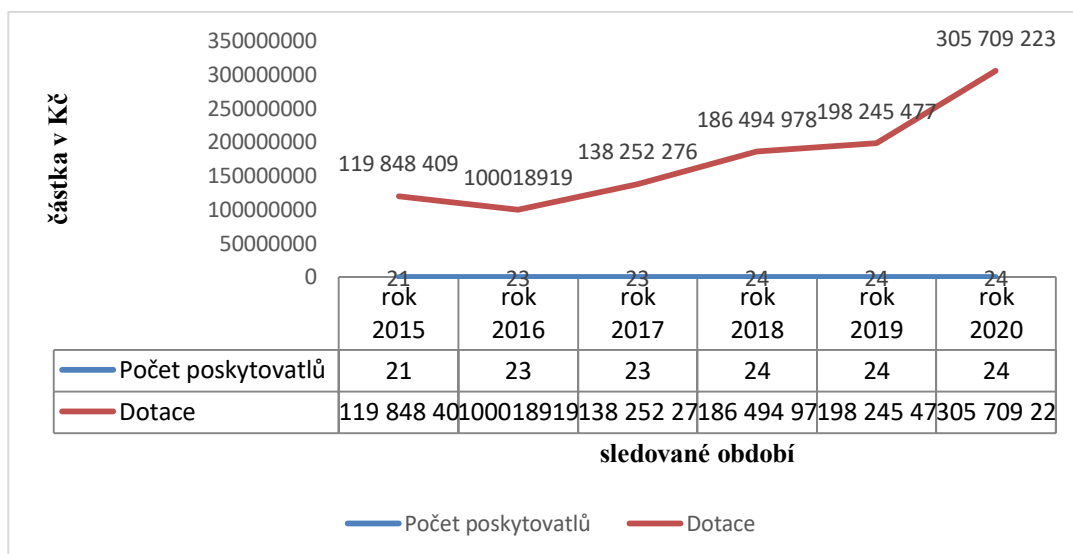 částka v Kč
350000000
300000000
250000000
200000000
150000000
100000000
50000000
0
119 848 409
100018919
138 252 276
186 494 978
198 245 477
305 709 223
21 23 23 24 24 24
rok 2015 rok 2016 rok 2017 rok 2018 rok 2019 rok 2020
Počet poskytovatlů 21 23 23 24 24 24
Dotace 119 848 40 100018919 138 252 27 186 494 97 198 245 47 305 709 22
sledované období
Počet poskytovatlů Dotace